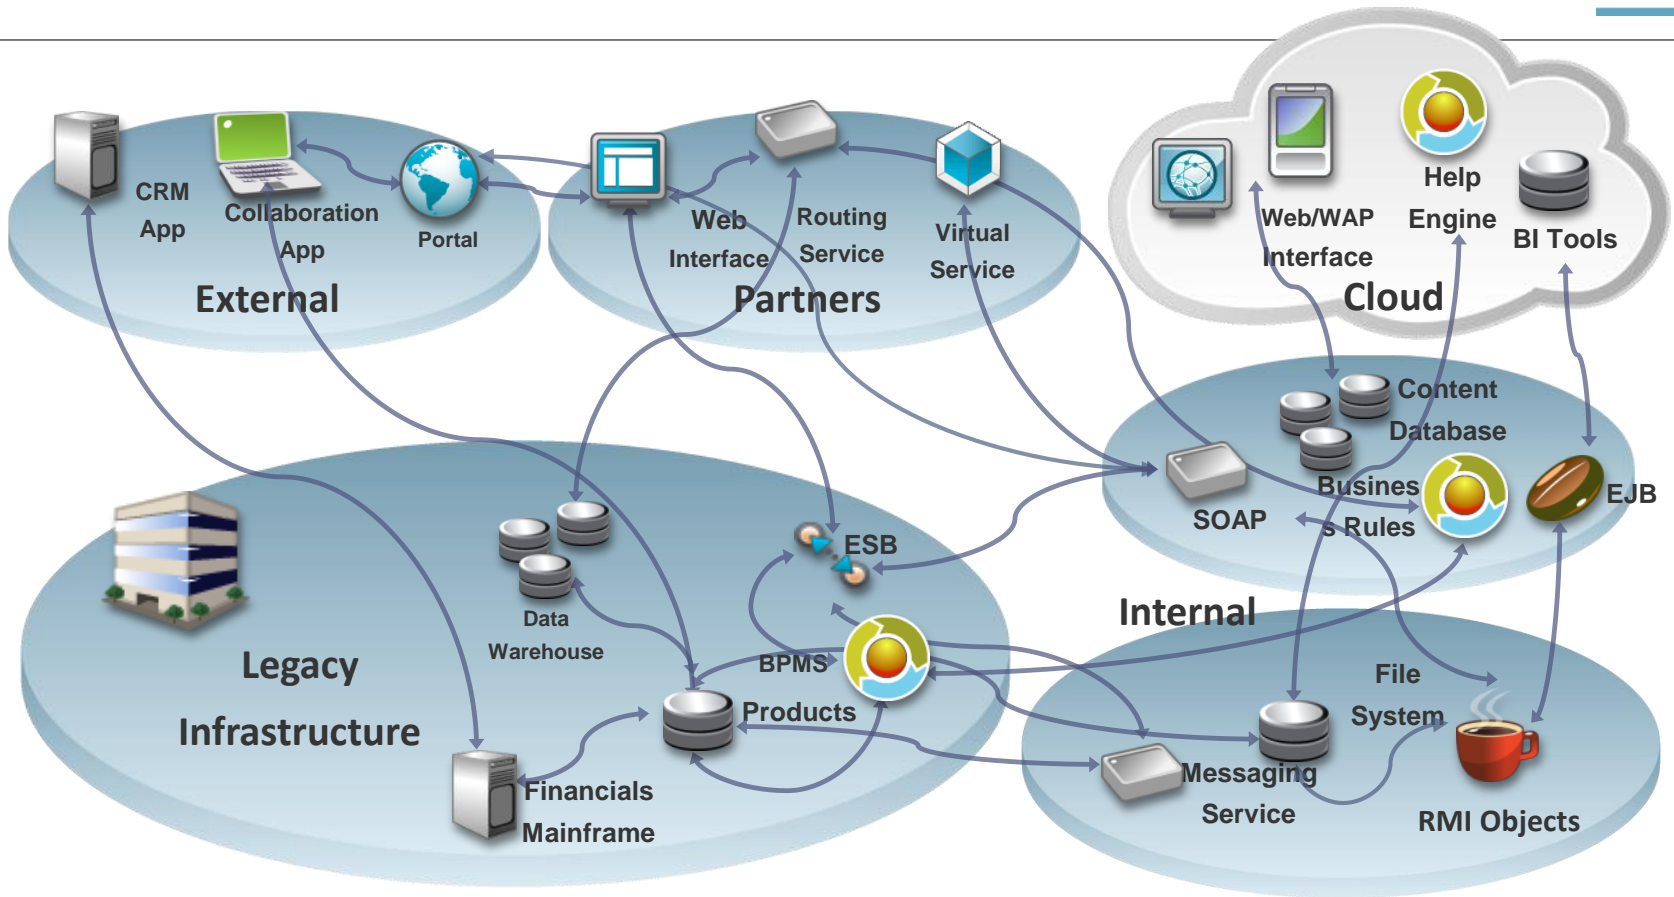 CRM
App
Collaboration
App
Portal
External
Web
Interface
Routing
Service
Virtual
Service
Partners
Web/WAP
Interface
Help
Engine
BI Tools
Cloud
Content
Database
Busines
s Rules
SOAP
EJB
Internal
ESB
Data
Warehouse
BPMS
Products
Legacy
Infrastructure
Financials
Mainframe
File
System
Messaging
Service
RMI Objects